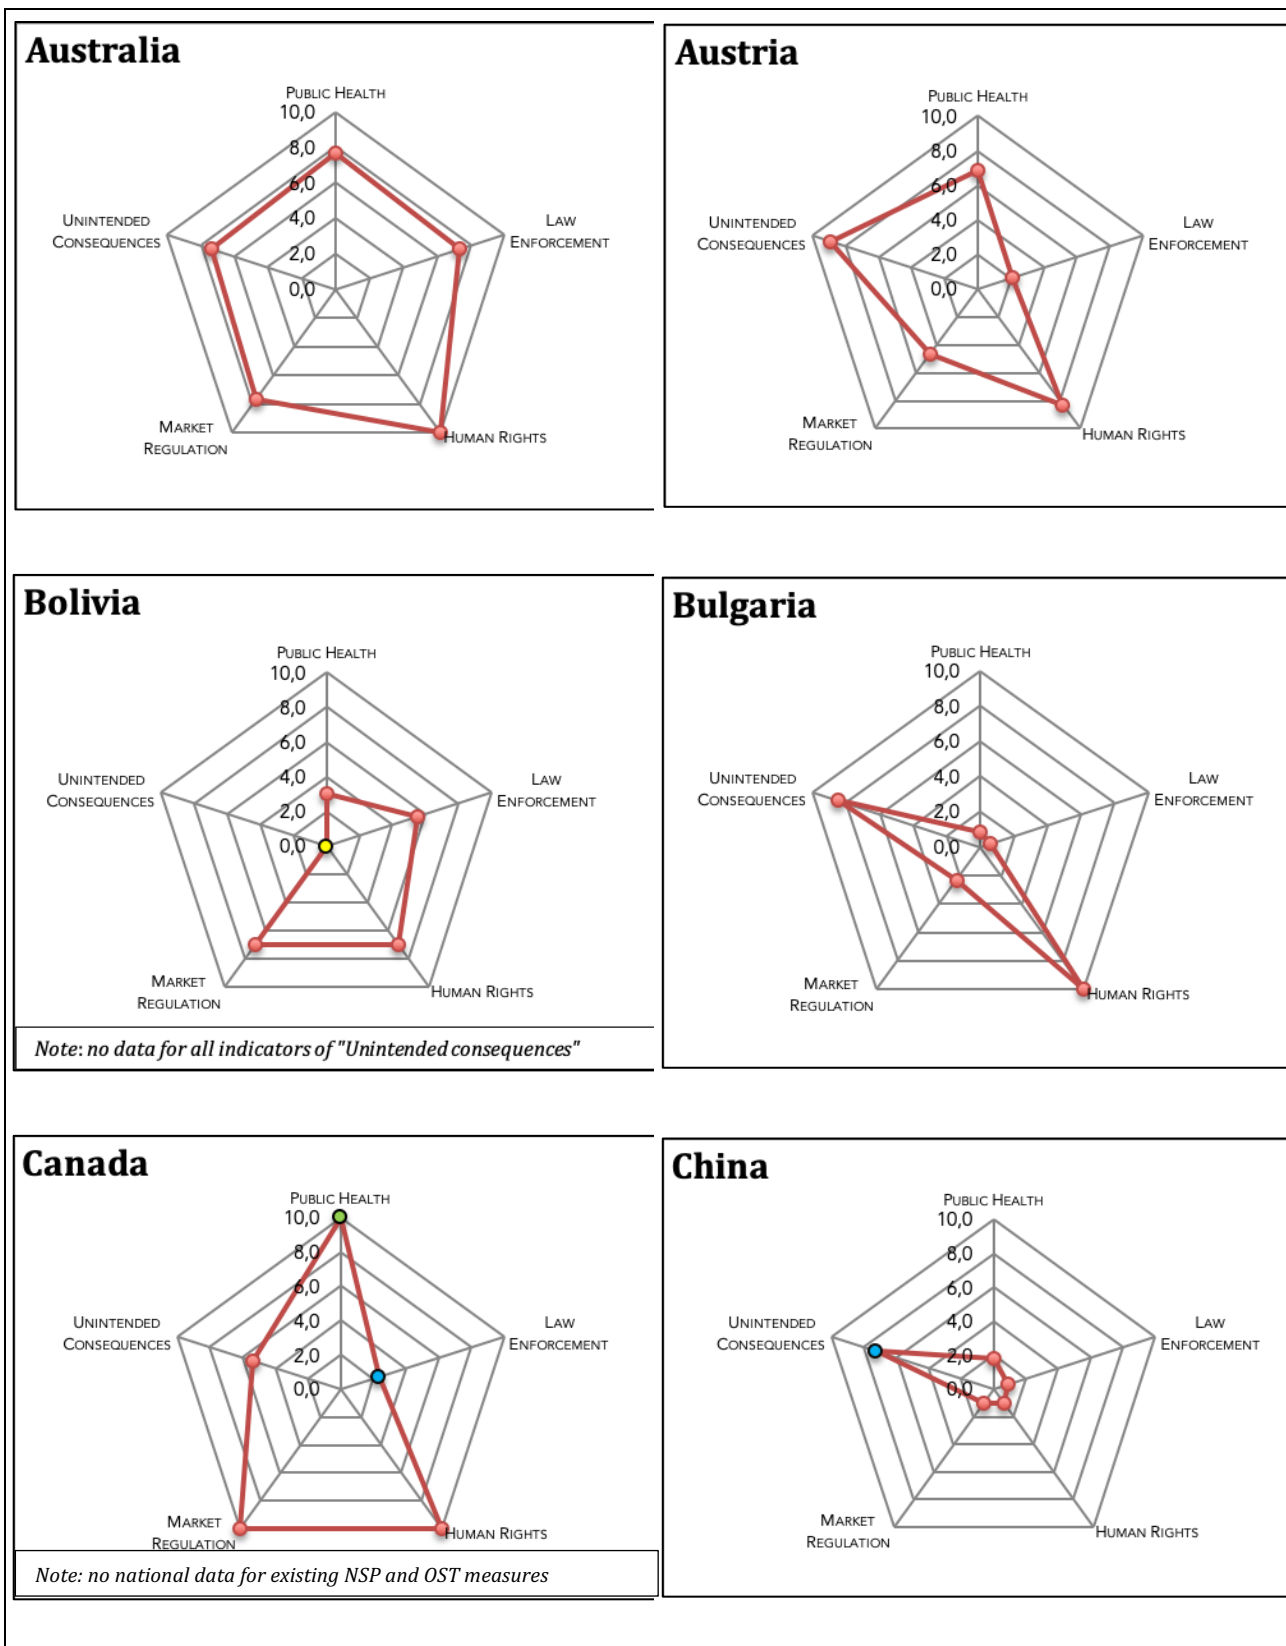 Australia
PUBLIC HEALTH
10,0
8,0
6,0
4,0
2,0
0,0
LAW
ENFORCEMENT
HUMAN RIGHTS
MARKET
REGULATION
UNINTENDED
CONSEQUENCES
Austria
PUBLIC HEALTH
10,0
8,0
6,0
4,0
2,0
0,0
LAW
ENFORCEMENT
HUMAN RIGHTS
MARKET
REGULATION
UNINTENDED
CONSEQUENCES
Bolivia
PUBLIC HEALTH
10,0
8,0
6,0
4,0
2,0
0,0
LAW
ENFORCEMENT
HUMAN RIGHTS
MARKET
REGULATION
UNINTENDED
CONSEQUENCES
Note: no data for all indicators of "Unintended consequences"
Bulgaria
PUBLIC HEALTH
10,0
8,0
6,0
4,0
2,0
0,0
LAW
ENFORCEMENT
HUMAN RIGHTS
MARKET
REGULATION
UNINTENDED
CONSEQUENCES
Canada
PUBLIC HEALTH
10,0
8,0
6,0
4,0
2,0
0,0
LAW
ENFORCEMENT
HUMAN RIGHTS
MARKET
REGULATION
UNINTENDED
CONSEQUENCES
Note: no national data for existing NSP and OST measures
China
PUBLIC HEALTH
10,0
8,0
6,0
4,0
2,0
0,0
LAW
ENFORCEMENT
HUMAN RIGHTS
MARKET
REGULATION
UNINTENDED
CONSEQUENCES